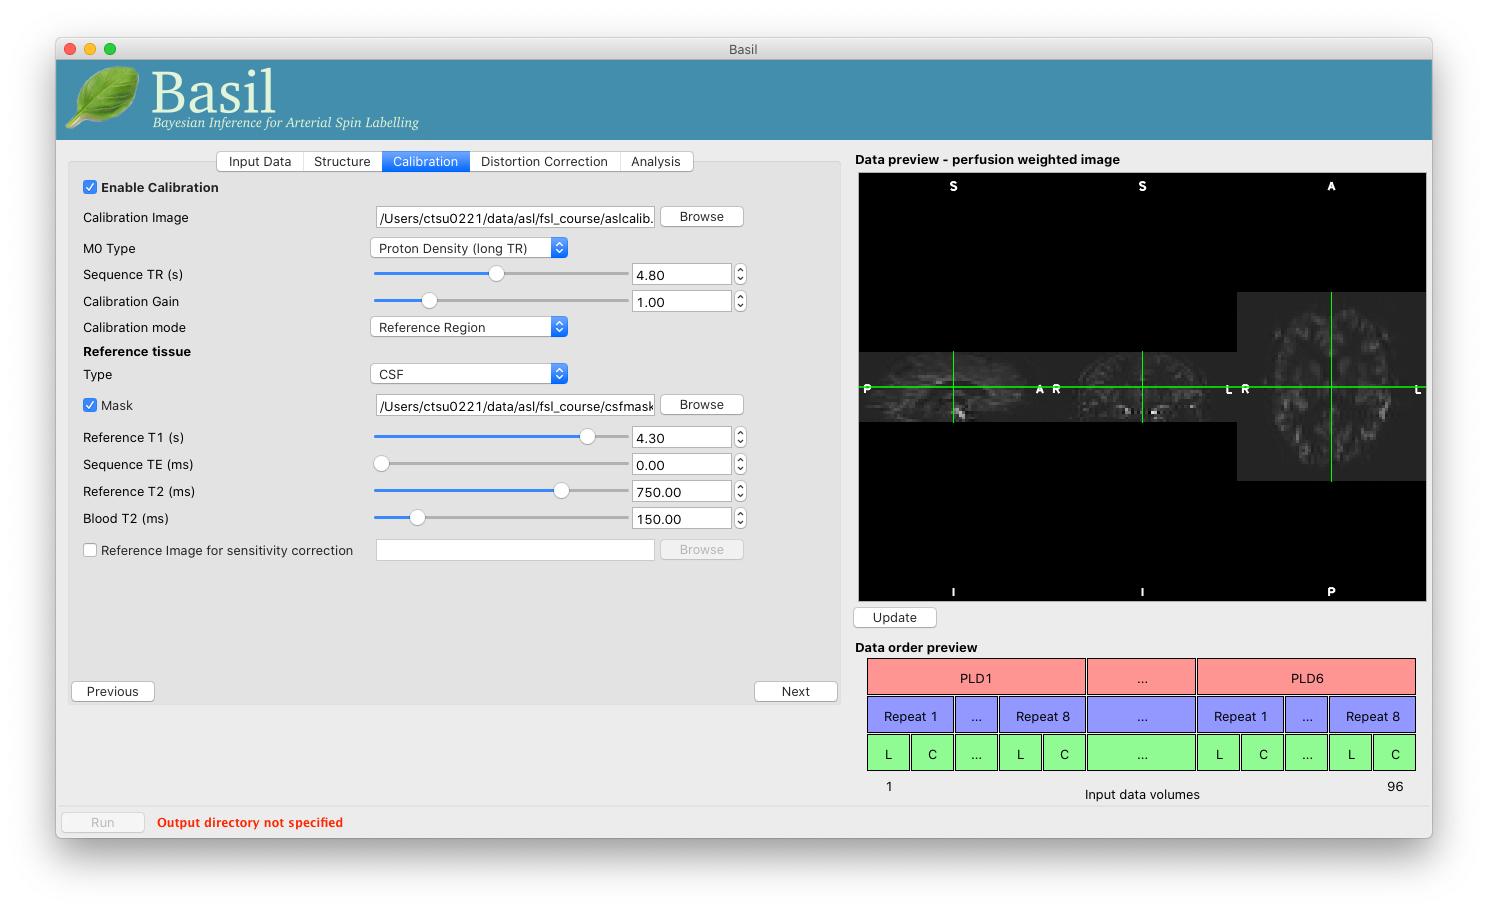 Basil
Basil
Bayesian Inference for Arterial Spin Labelling
Input Data Structure Calibration Distortion Correction Analysis
Enable Calibration
Calibration Image /Users/ctsu0221/data/asl/fsl_course/aslcalib. Browse
M0 Type Proton Density (long TR)
Sequence TR (s) 4.80
Calibration Gain 1.00
Calibration mode Reference Region
Reference tissue
Type CSF
Mask /Users/ctsu0221/data/asl/fsl_course/csfmask Browse
Reference T1 (s) 4.30
Sequence TE (ms) 0.00
Reference T2 (ms) 750.00
Blood T2 (ms) 150.00
Reference Image for sensitivity correction Browse
Previous Next
Data preview - perfusion weighted image
S S A
P A R L R L
I I P
Update
Data order preview
PLD1 ... PLD6
Repeat 1 ... Repeat 8 ... Repeat 1 ... Repeat 8
L C ... L C ... L C ... L C
1 96
Input data volumes
Run Output directory not specified